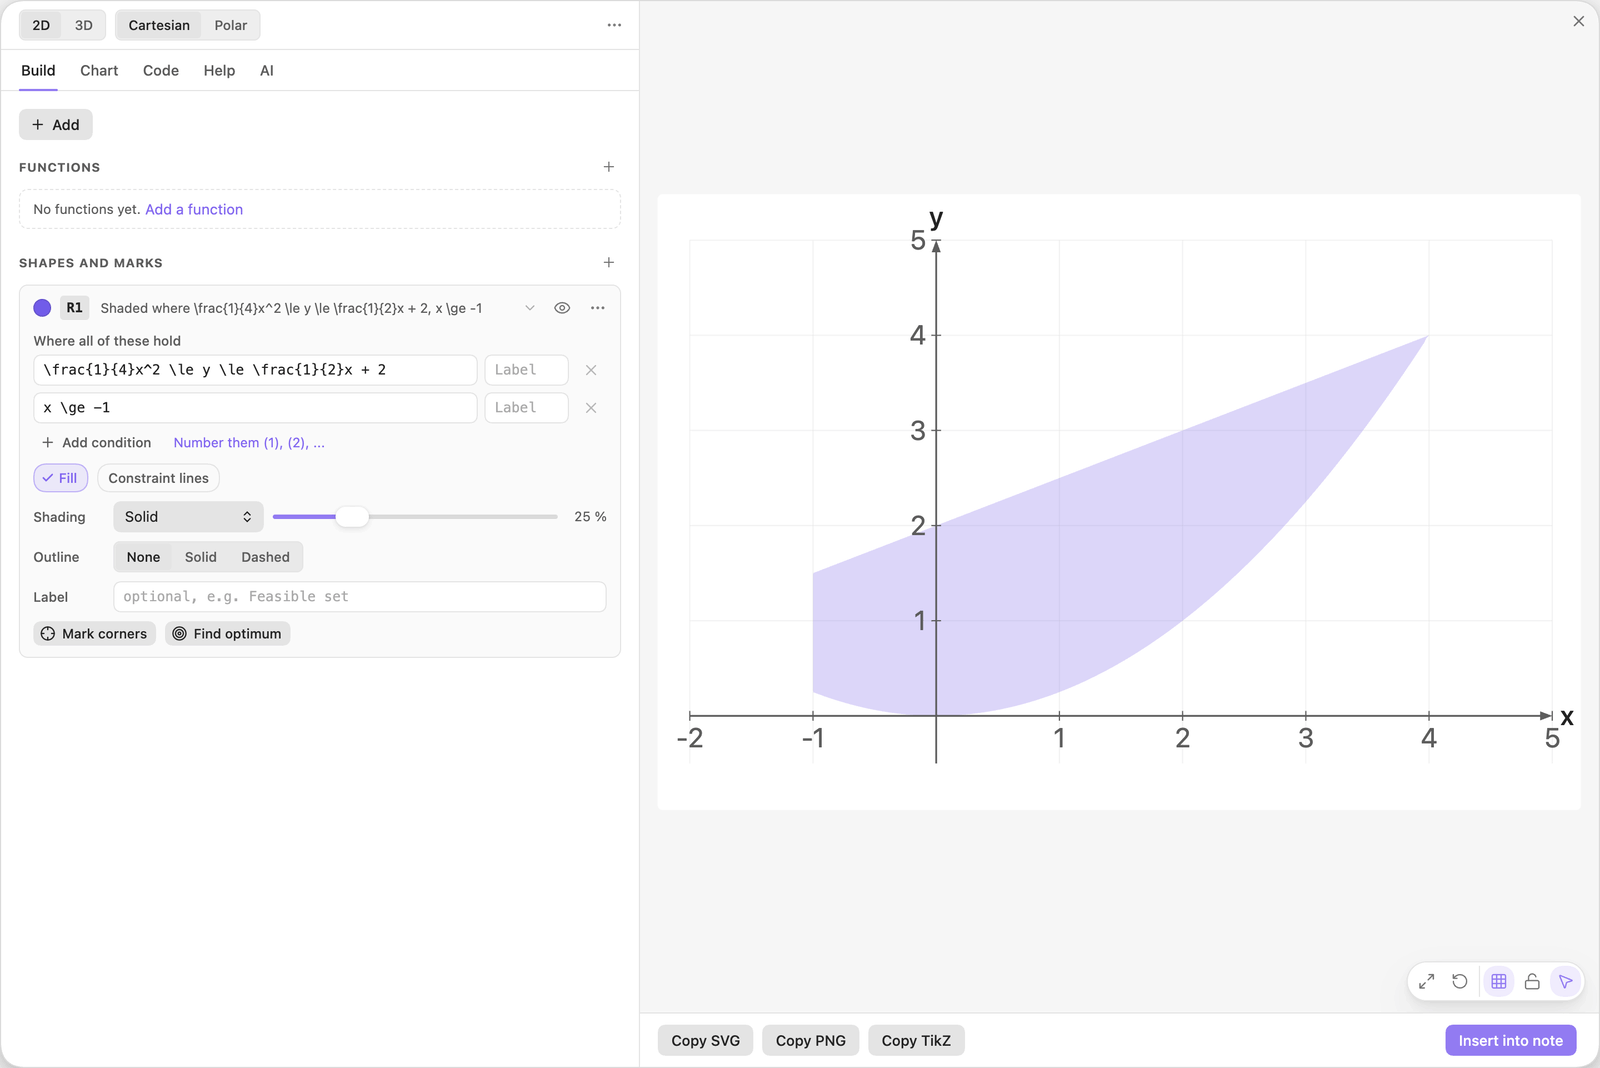 2D 3D Cartesian Polar
Build Chart Code Help AI
+ Add
FUNCTIONS
No functions yet. Add a function
SHAPES AND MARKS
R1 Shaded where \frac{1}{4}x^2 \le y \le \frac{1}{2}x + 2, x \ge -1
Where all of these hold
\frac{1}{4}x^2 \le y \le \frac{1}{2}x + 2 Label
x \ge −1 Label
+ Add condition Number them (1), (2), ...
Fill Constraint lines
Shading Solid 25 %
Outline None Solid Dashed
Label optional, e.g. Feasible set
Mark corners Find optimum
y
5
4
3
2
1
x
-2 -1 1 2 3 4 5
Copy SVG Copy PNG Copy TikZ Insert into note